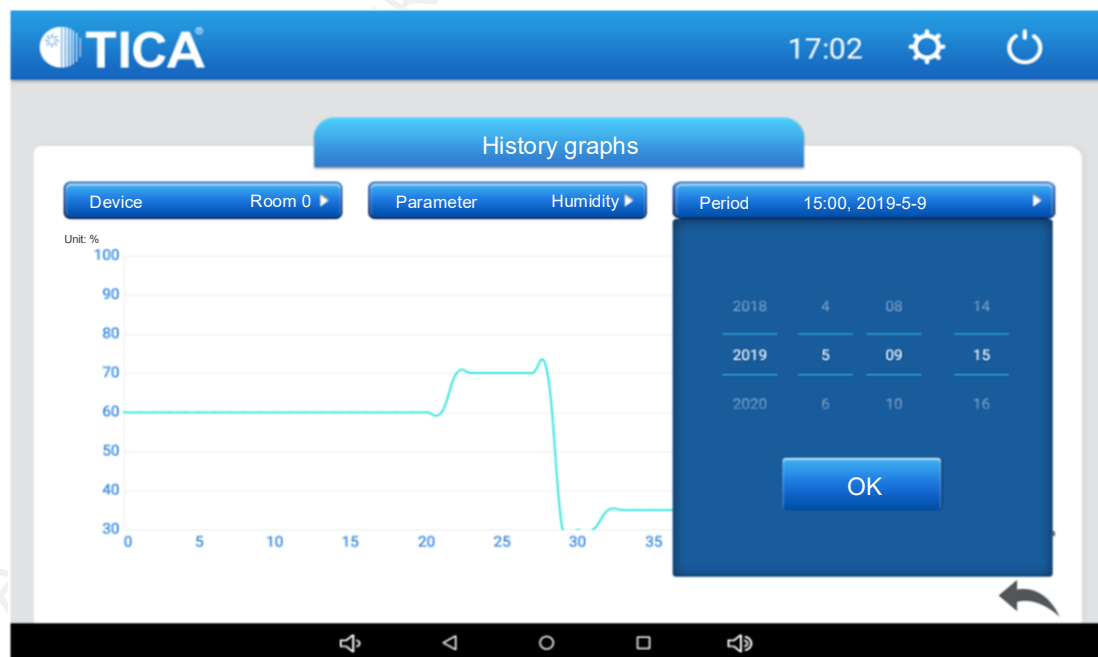 TICA®
17:02
History graphs
Device Room 0
Parameter Humidity
Period 15:00, 2019-5-9
Unit: %
100
90
80
70
60
50
40
30
0 5 10 15 20 25 30 35
2018 4 08 14
2019 5 09 15
2020 6 10 16
OK